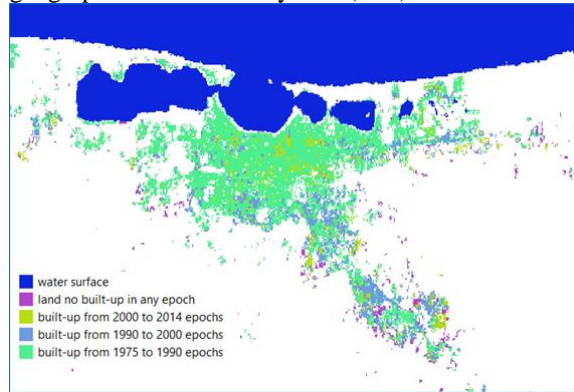 water surface
land no built-up in any epoch
built-up from 2000 to 2014 epochs
built-up from 1990 to 2000 epochs
built-up from 1975 to 1990 epochs